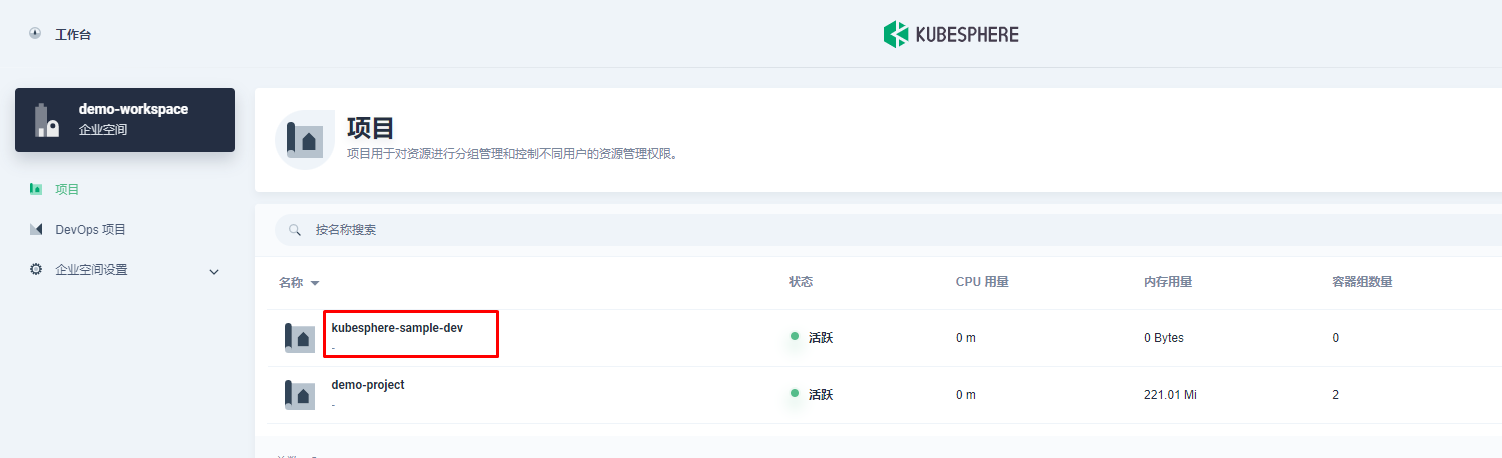 工作台
KUBESPHERE
demo-workspace
企业空间
项目
DevOps 项目
企业空间设置
项目
项目用于对资源进行分组管理和控制不同用户的资源管理权限。
按名称搜索
名称 状态 CPU 用量 内存用量 容器组数量
kubesphere-sample-dev 活跃 0 m 0 Bytes 0
-
demo-project 活跃 0 m 221.01 Mi 2
-